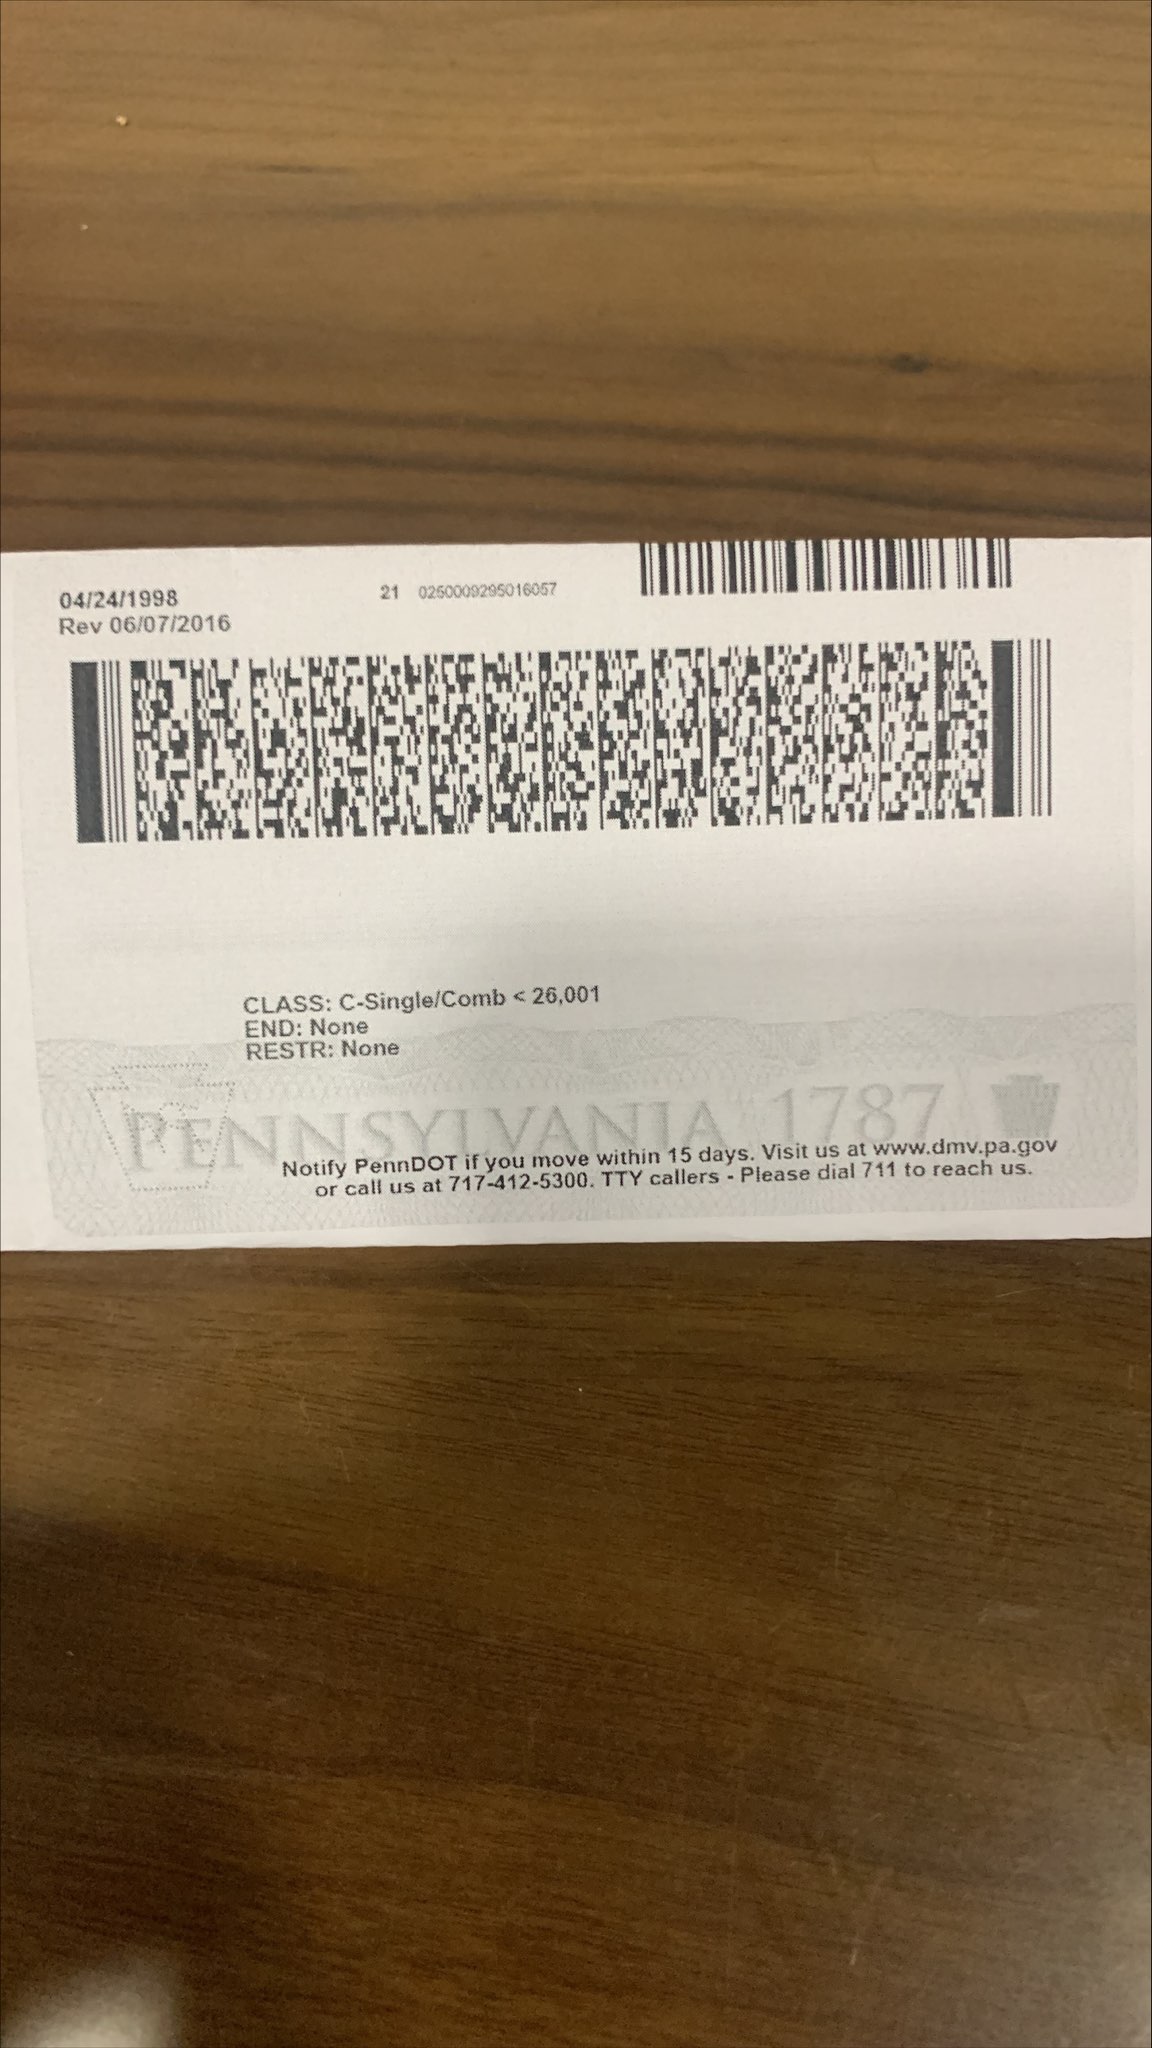 04/24/1998
Rev 06/07/2016
21 0250009295016057
CLASS: C-Single/Comb < 26,001
END: None
RESTR: None
PENNSYLVANIA 1787
Notify PennDOT if you move within 15 days. Visit us at www.dmv.pa.gov
or call us at 717-412-5300. TTY callers - Please dial 711 to reach us.